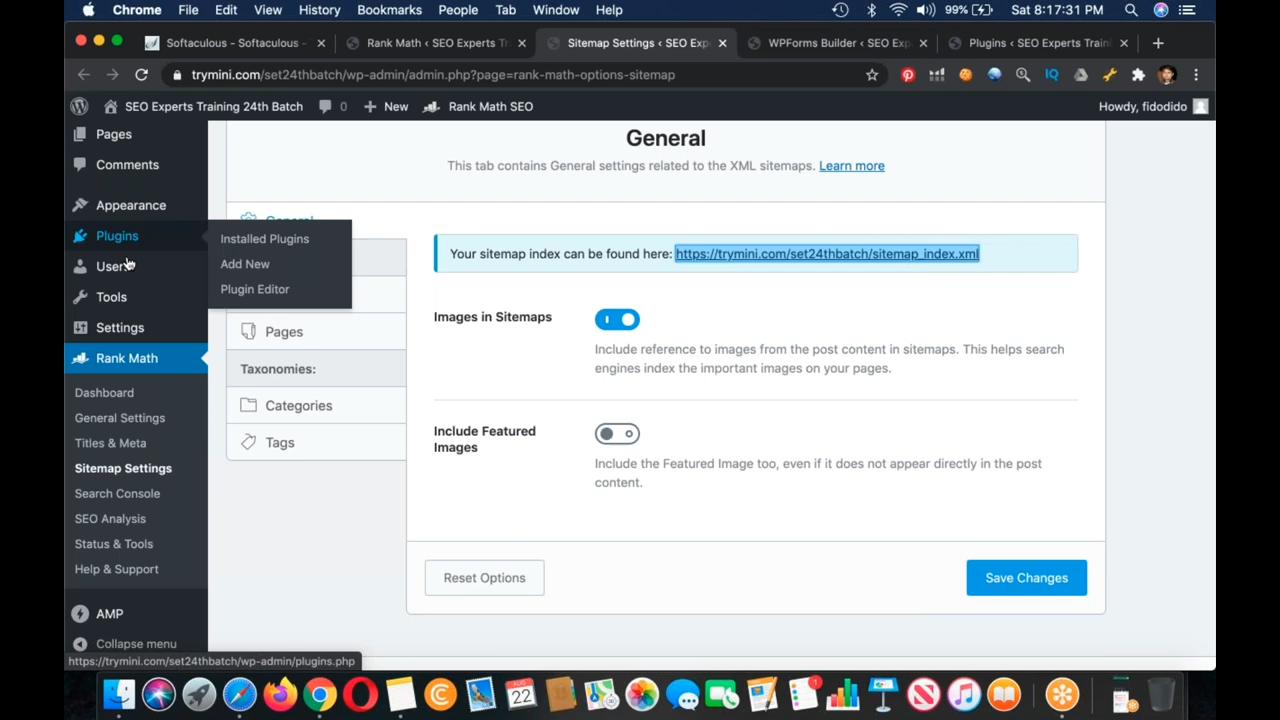 Chrome File Edit View History Bookmarks People Tab Window Help 99% Sat 8:17:31 PM
Softaculous - Softaculous - Rank Math < SEO Experts T Sitemap Settings < SEO Exp WPForms Builder < SEO Exp Plugins < SEO Experts Train
trymini.com/set24thbatch/wp-admin/admin.php?page=rank-math-options-sitemap
SEO Experts Training 24th Batch 0 New Rank Math SEO Howdy, fidodido
Pages
Comments
Appearance
Plugins
Users
Tools
Settings
Rank Math
Dashboard
General Settings
Titles & Meta
Sitemap Settings
Search Console
SEO Analysis
Status & Tools
Help & Support
AMP
Collapse menu
Installed Plugins
Add New
Plugin Editor
General
This tab contains General settings related to the XML sitemaps. Learn more
General
Pages
Taxonomies:
Categories
Tags
Your sitemap index can be found here: https://trymini.com/set24thbatch/sitemap_index.xml
Images in Sitemaps
Include reference to images from the post content in sitemaps. This helps search
engines index the important images on your pages.
Include Featured
Images
Include the Featured Image too, even if it does not appear directly in the post
content.
Reset Options
Save Changes
https://trymini.com/set24thbatch/wp-admin/plugins.php
AUG
22
1